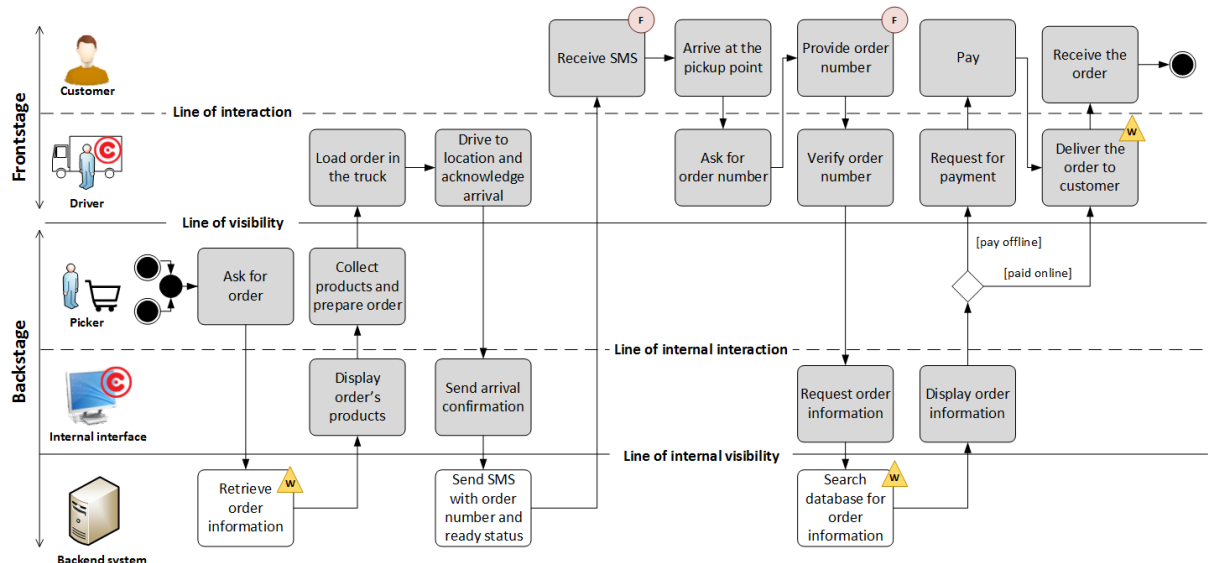 Frontstage
Customer
Receive SMS
F
Arrive at the
pickup point
Provide order
number
F
Pay
Receive the
order
Line of interaction
Driver
C
Load order in
the truck
Drive to
location and
acknowledge
arrival
Ask for
order number
Verify order
number
Request for
payment
Deliver the
order to
customer
W
Line of visibility
Backstage
Picker
Ask for
order
Collect
products and
prepare order
[pay offline]
[paid online]
Line of internal interaction
Internal interface
C
Display
order's
products
Send arrival
confirmation
Request order
information
Display order
information
Line of internal visibility
Backend system
Retrieve
order
information
W
Send SMS
with order
number and
ready status
Search
database for
order
information
W